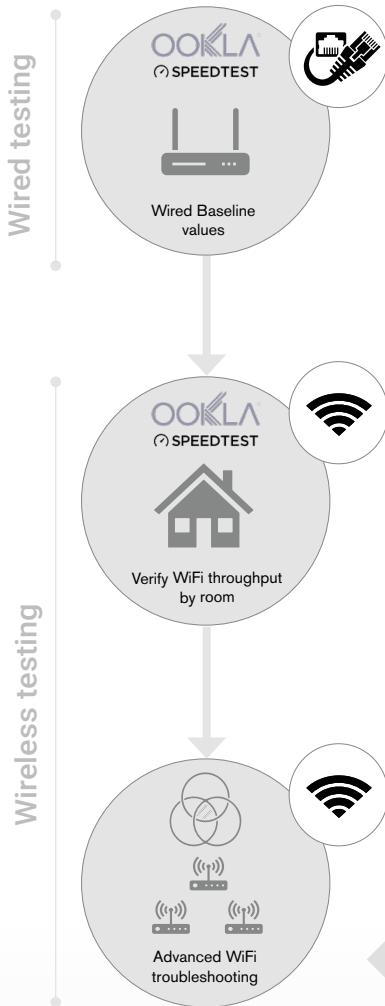 Wired testing
OOKLA
SPEEDTEST
Wired Baseline
values
Wireless testing
OOKLA
SPEEDTEST
Verify WiFi throughput
by room
Advanced WiFi
troubleshooting